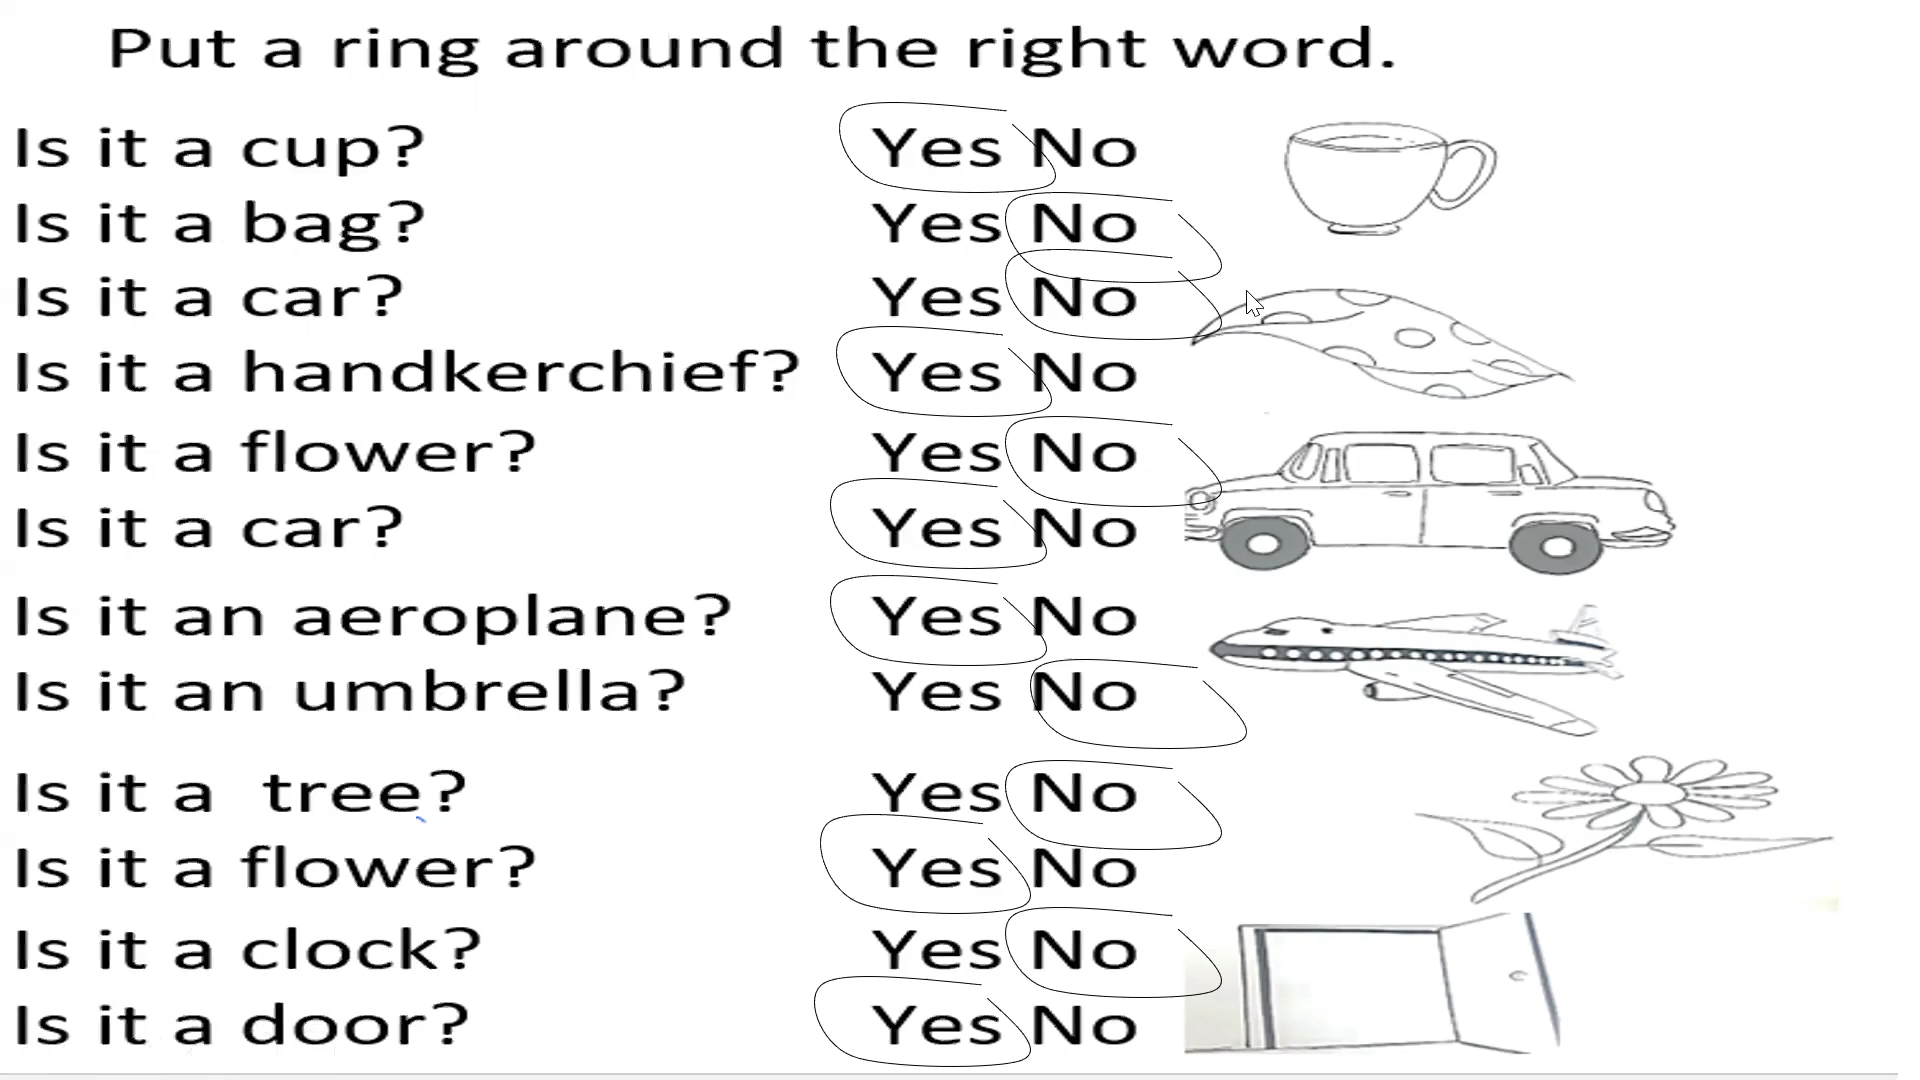 Put a ring around the right word.
Is it a cup? Yes No
Is it a bag? Yes No
Is it a car? Yes No
Is it a handkerchief? Yes No
Is it a flower? Yes No
Is it a car? Yes No
Is it an aeroplane? Yes No
Is it an umbrella? Yes No
Is it a tree? Yes No
Is it a flower? Yes No
Is it a clock? Yes No
Is it a door? Yes No